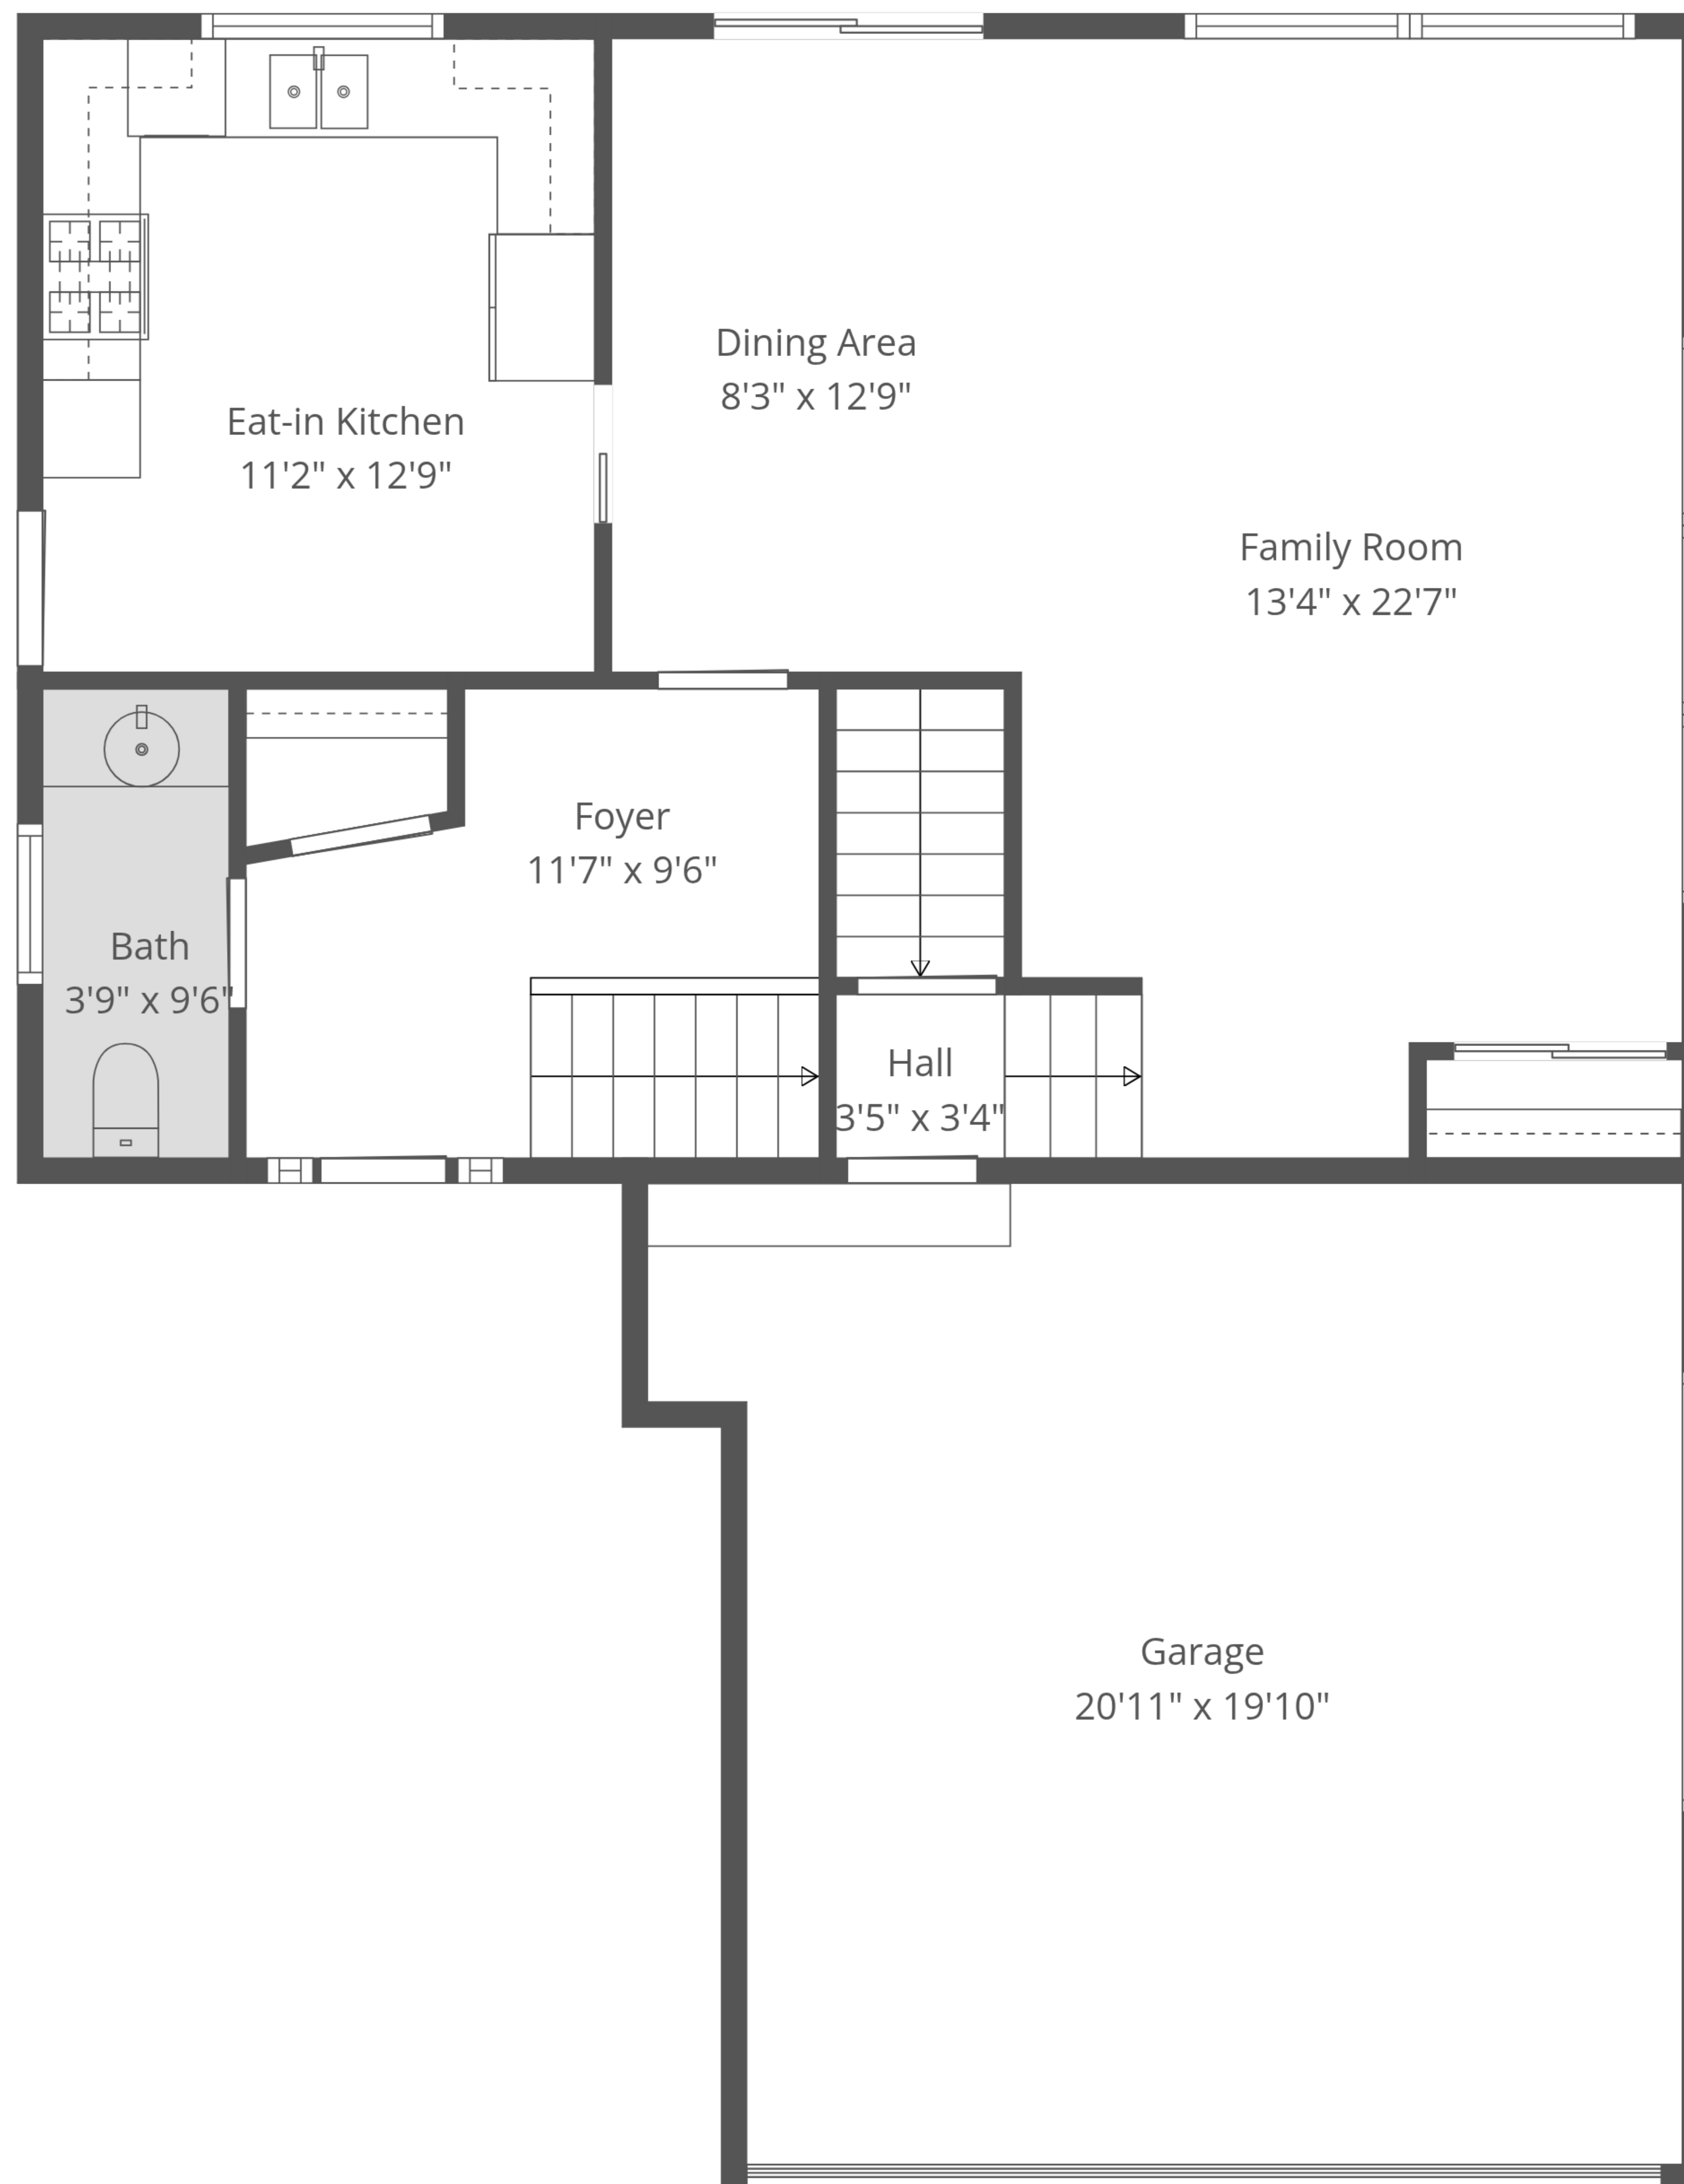 Dining Area
8'3" x 12'9"
Eat-in Kitchen
11'2" x 12'9"
Family Room
13'4" x 22'7"
Foyer
11'7" x 9'6"
Bath
3'9" x 9'6"
Hall
3'5" x 3'4"
Garage
20'11" x 19'10"